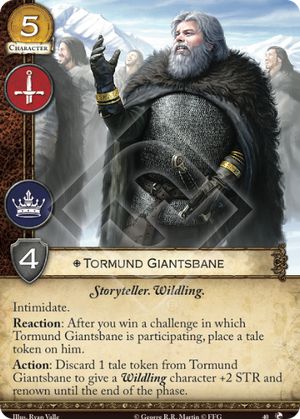 5
CHARACTER
4
TORMUND GIANTSBANE
Storyteller. Wildling.
Intimidate.
Reaction: After you win a challenge in which
Tormund Giantsbane is participating, place a tale
token on him.
Action: Discard 1 tale token from Tormund
Giantsbane to give a Wildling character +2 STR and
renown until the end of the phase.
Illus. Ryan Valle
© George R.R. Martin © FFG
40